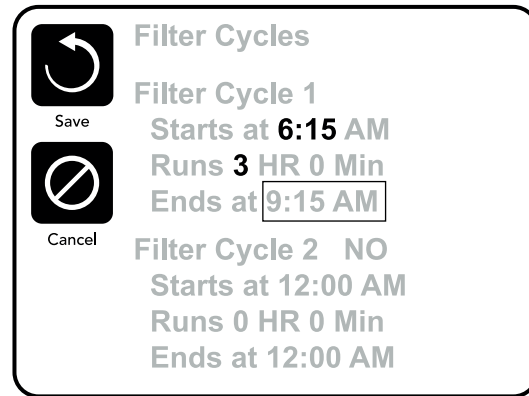 Filter Cycles
Save
Filter Cycle 1
Starts at 6:15 AM
Runs 3 HR 0 Min
Ends at 9:15 AM
Cancel
Filter Cycle 2 NO
Starts at 12:00 AM
Runs 0 HR 0 Min
Ends at 12:00 AM